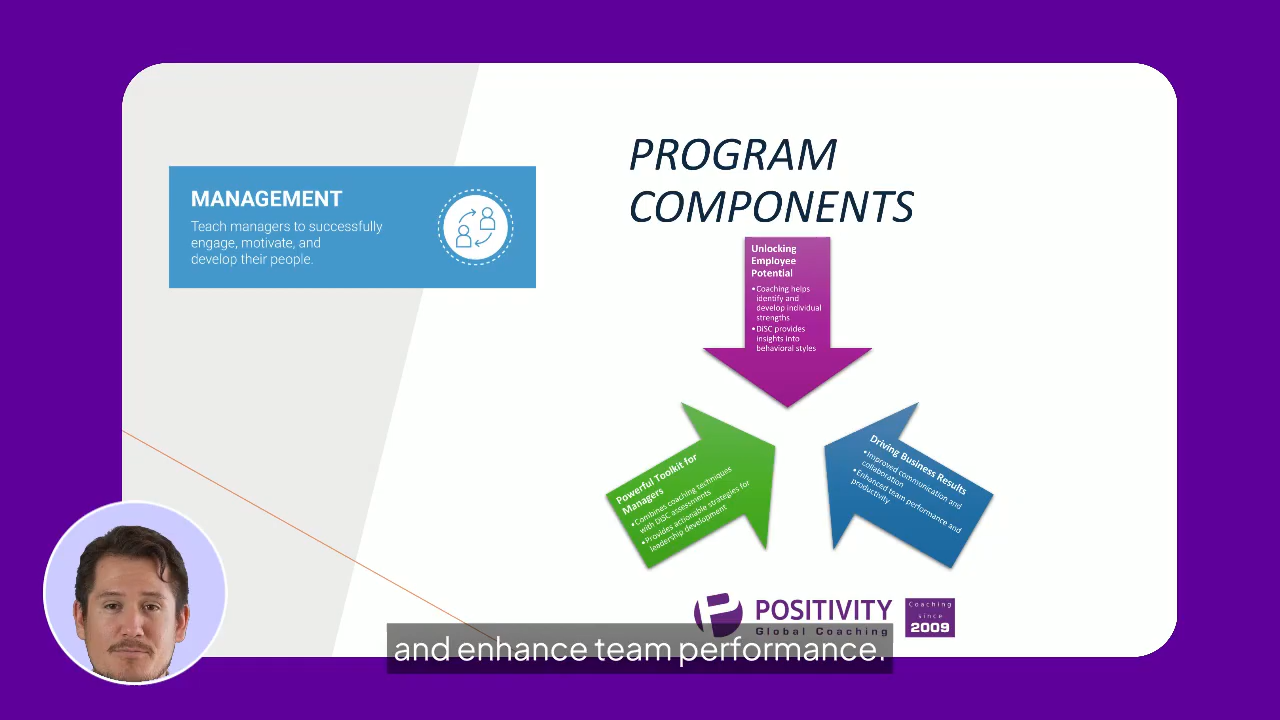 MANAGEMENT
Teach managers to successfully
engage, motivate, and
develop their people.
PROGRAM
COMPONENTS
Unlocking
Employee
Potential
•Coaching helps
identify and
develop individual
strengths
•DiSC provides
insights into
behavioral styles
Powerful Toolkit for
Managers
•Combines coaching techniques
with DiSC assessments
•Provides actionable strategies for
leadership development
Driving Business Results
•Improved communication and
collaboration
•Enhanced team performance and
productivity
POSITIVITY
Global Coaching
Coaching
since
2009
and enhance team performance.